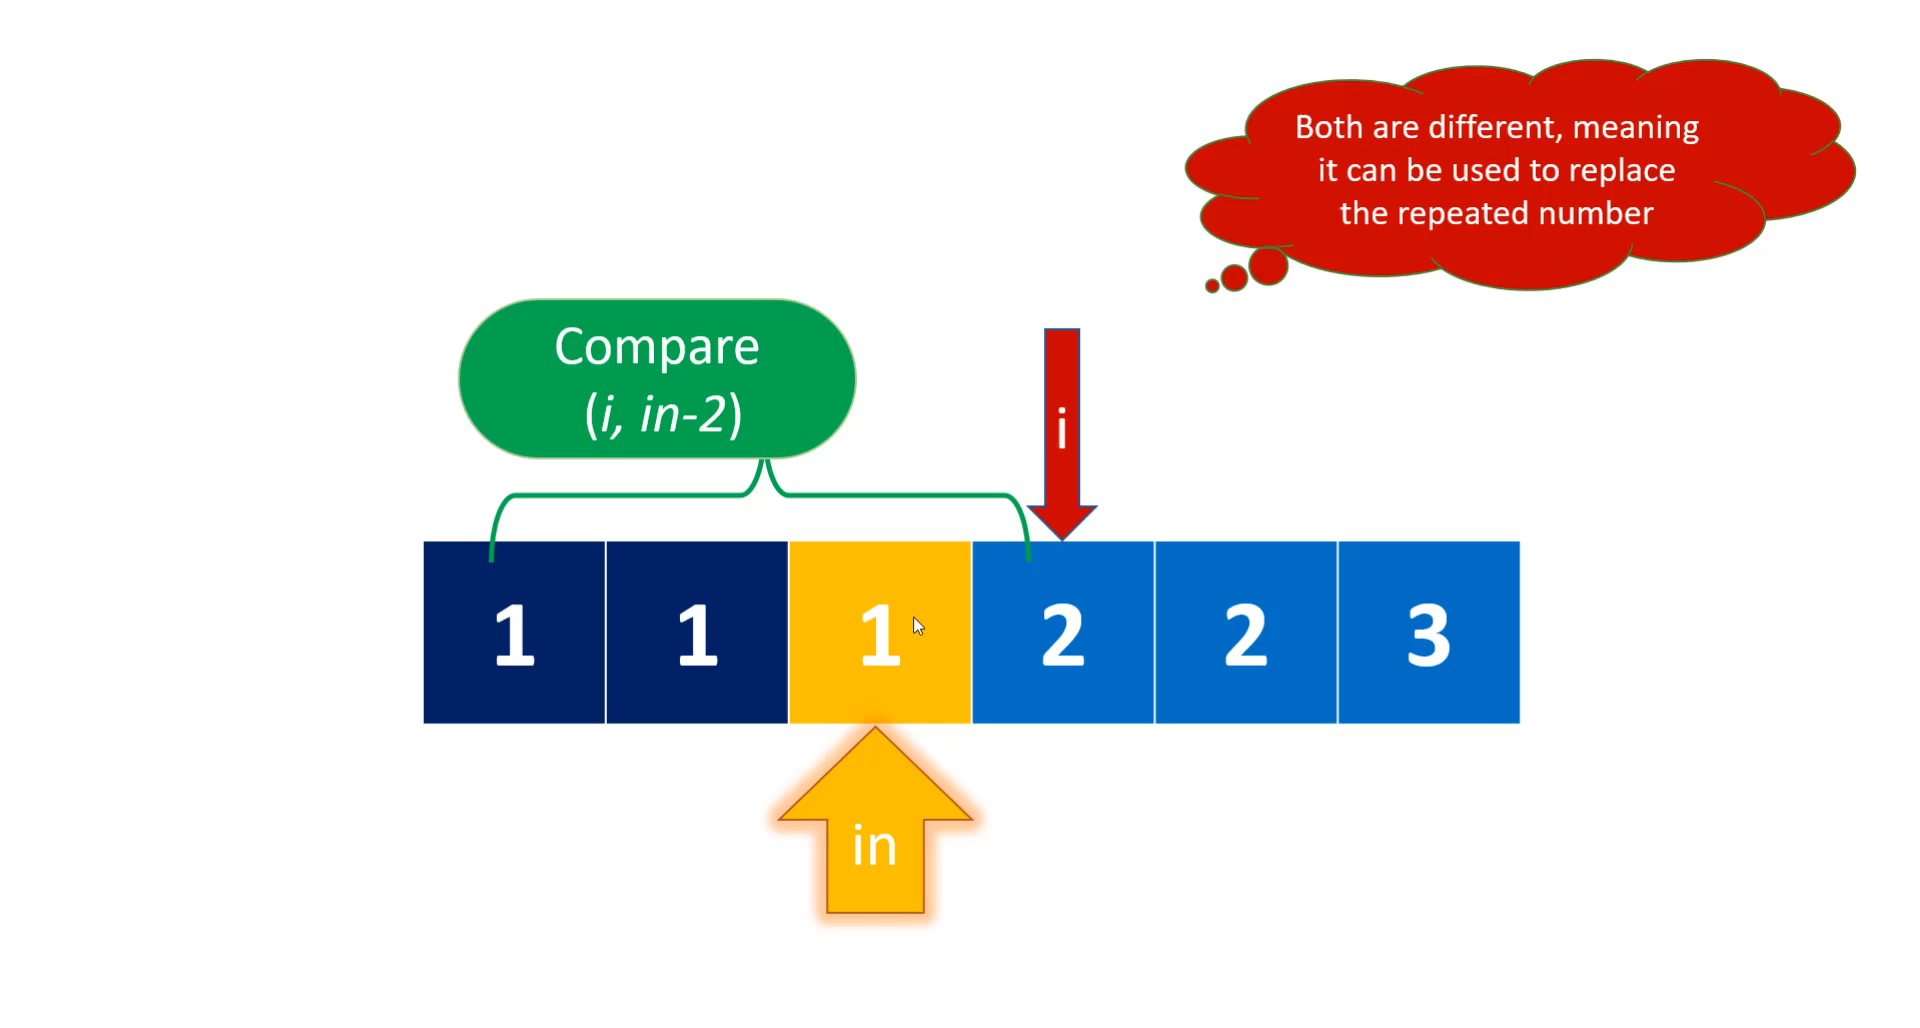 Both are different, meaning
it can be used to replace
the repeated number
Compare
(i, in-2)
i
1 1 1 2 2 3
in